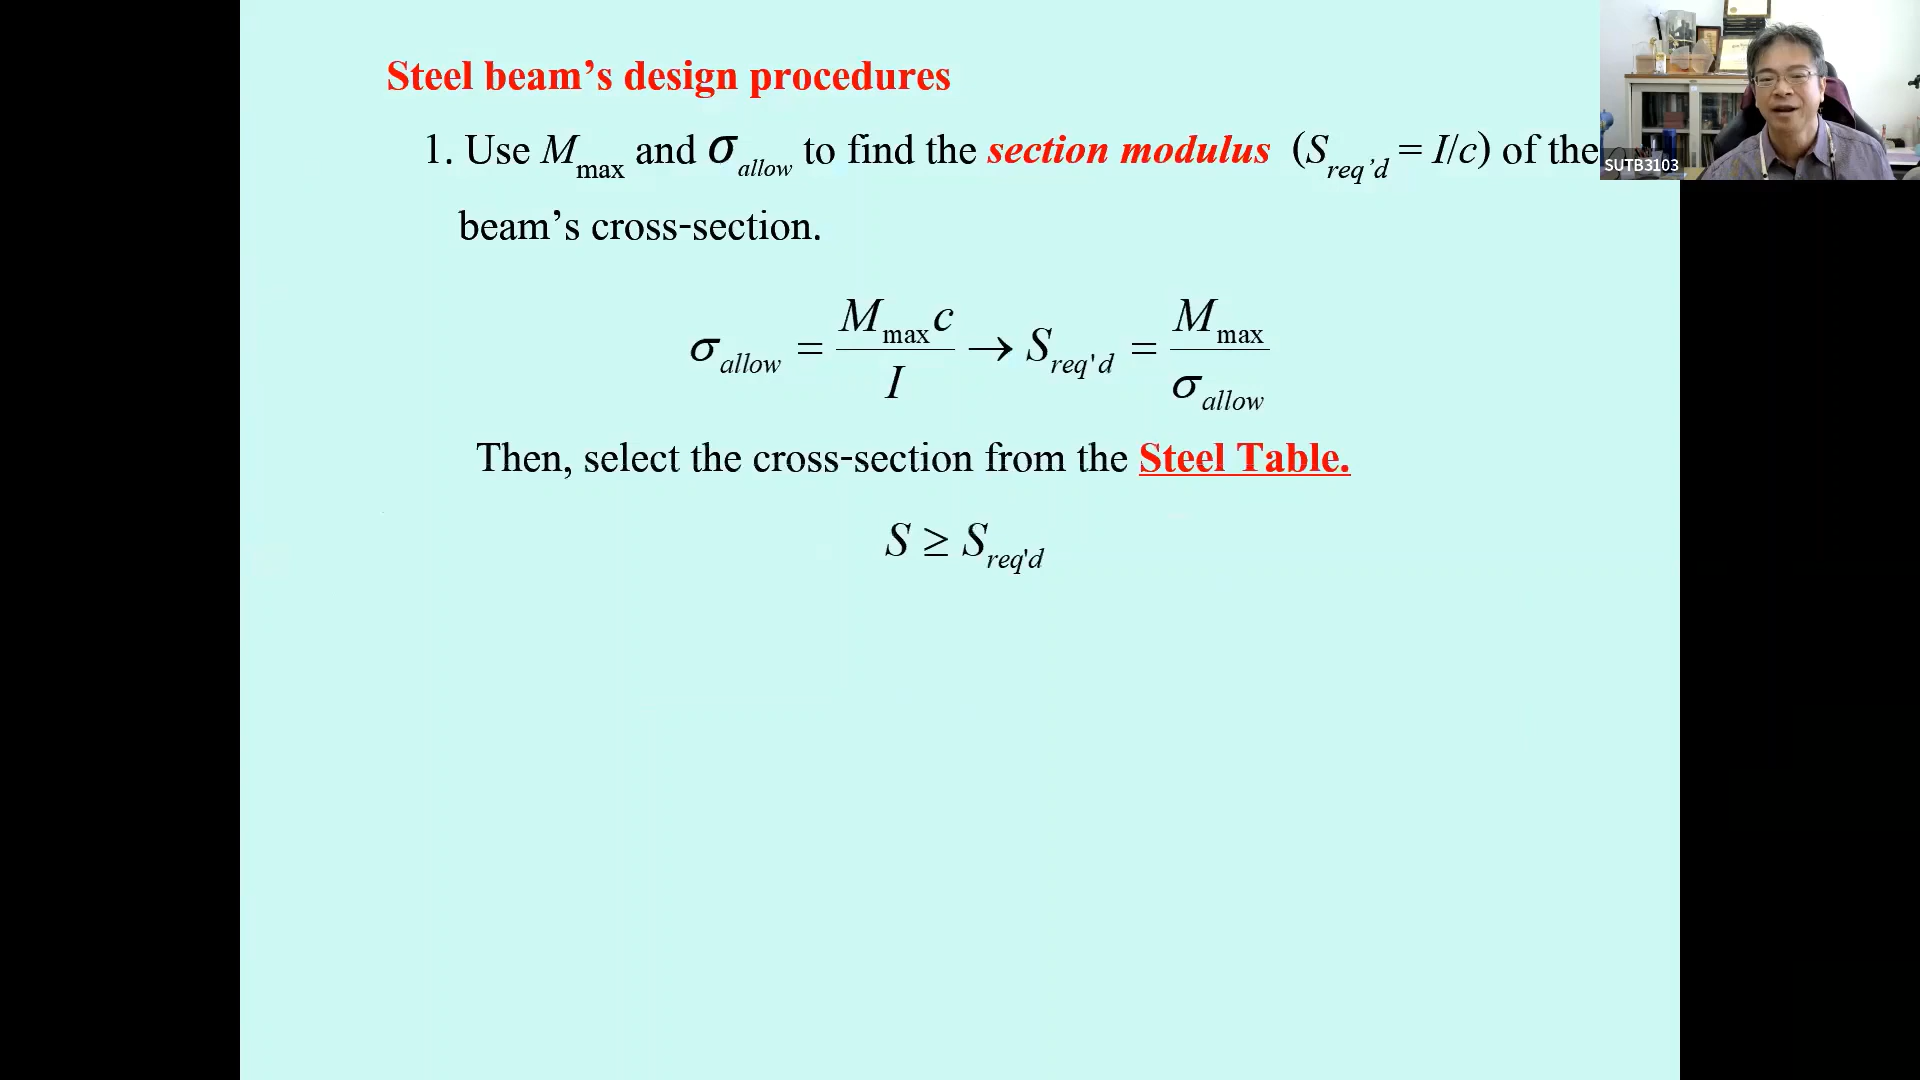 Steel beam’s design procedures
1. Use M_max and σ_allow to find the section modulus (S_req’d = I/c) of the
beam’s cross-section.
σ_allow = M_max c / I → S_req'd = M_max / σ_allow
Then, select the cross-section from the Steel Table.
S ≥ S_req'd
SUTB3103